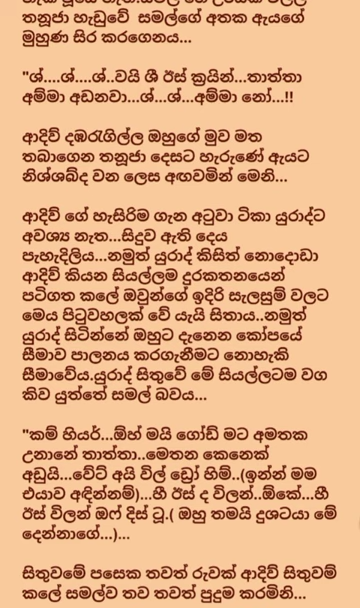 තනූජා හැඩුවේ සමල්ගේ අතක ඇයගේ
මුහුණ සිර කරගෙනය...
"ශ්....ශ්....ශ්..වයි ශී ඊස් ක්‍රයින්...තාත්තා
අම්මා අඩනවා...ශ්...ශ්...අම්මා නෝ...!!
ආදිව් දඹරැගිල්ල ඔහුගේ මුව මත
තබාගෙන තනූජා දෙසට හැරුණේ ඇයට
නිශ්ශබ්ද වන ලෙස අඟවමින් මෙනි...
ආදිව් ගේ හැසිරිම ගැන අටුවා ටිකා යුරාද්ට
අවශ්‍ය නැත...සිදුව ඇති දෙය
පැහැදිලිය...නමුත් යුරාද් කිසිත් නොදොඩා
ආදිව් කියන සියල්ලම දුරකතනයෙන්
පටිගත කලේ ඔවුන්ගේ ඉදිරි සැලසුම් වලට
මෙය පිටුවහලක් වේ යැයි සිතාය..නමුත්
යුරාද් සිටින්නේ ඔහුට දැනෙන කෝපයේ
සීමාව පාලනය කරගැනීමට නොහැකි
සීමාවේය.යුරාද් සිතුවේ මේ සියල්ලටම වග
කිව යුත්තේ සමල් බවය...
"කම් හියර්...ඕහ් මයි ගෝඩ් මට අමතක
උනානේ තාත්තා..මෙතන කෙනෙක්
අඩුයි...වේට් අයි විල් ඩ්‍රෝ හිම්..(ඉන්න් මම
එයාව අඳින්නම්)...හී ඊස් ද විලන්..ඕකේ...හී
ඊස් විලන් ඔෆ් දිස් ටූ.( ඔහු තමයි දුශටයා මේ
දෙන්නාගේ...)...
සිතුවමේ පසෙක තවත් රුවක් ආදිව් සිතුවම්
කලේ සමල්ව තව තවත් පුදුම කරමිනි...